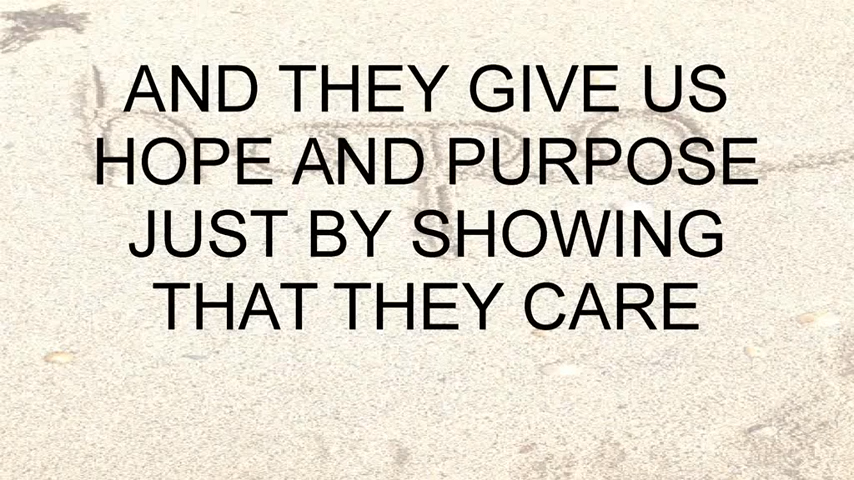 AND THEY GIVE US
HOPE AND PURPOSE
JUST BY SHOWING
THAT THEY CARE